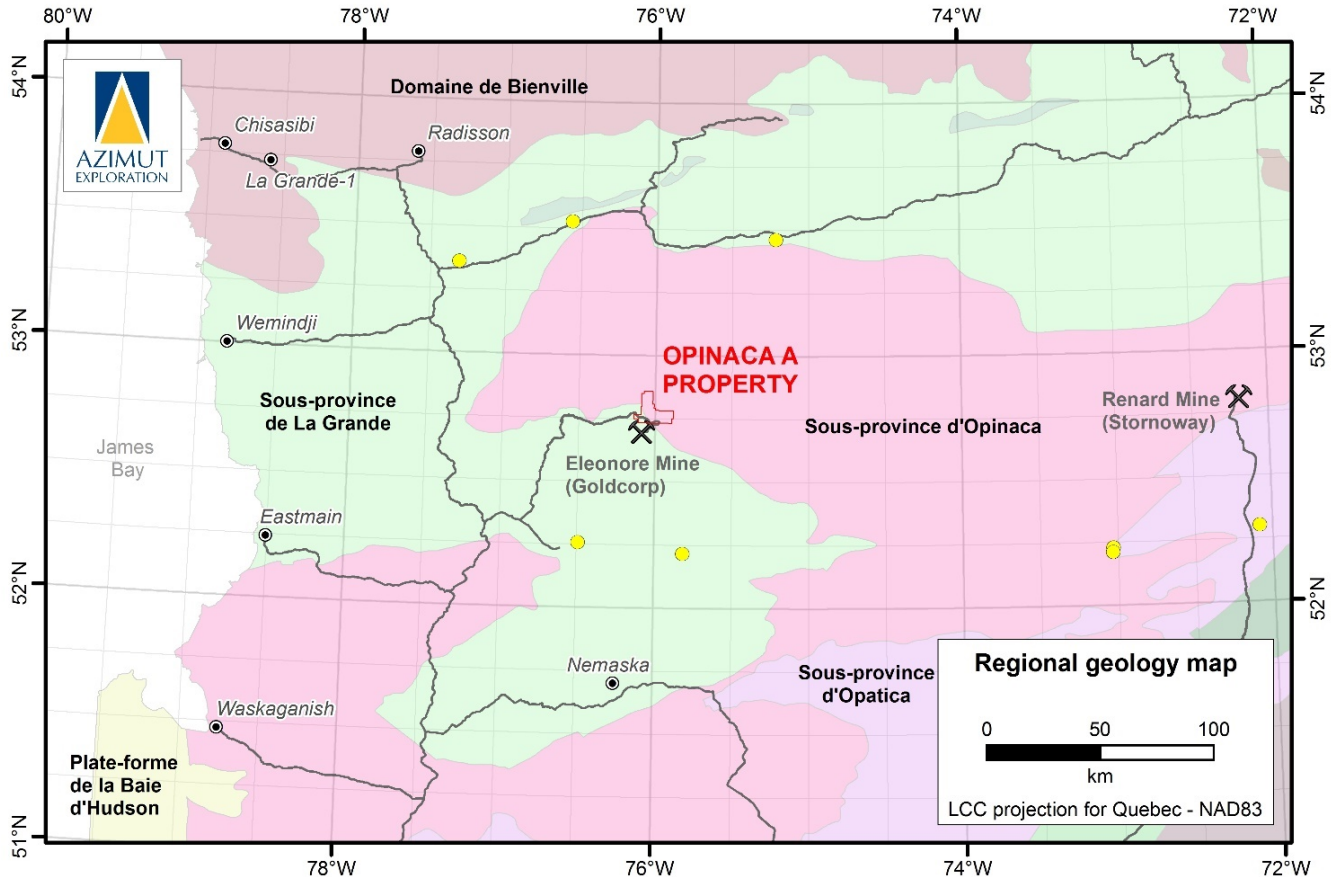 80°W
78°W
76°W
74°W
72°W
54°N
54°N
AZIMUT
EXPLORATION
Domaine de Bienville
Chisasibi
Radisson
La Grande-1
53°N
53°N
Wemindji
OPINACA A
PROPERTY
Sous-province
de La Grande
Sous-province d'Opinaca
Renard Mine
(Stornoway)
James
Bay
Eleonore Mine
(Goldcorp)
Eastmain
52°N
52°N
Nemaska
Sous-province
d'Opatica
Waskaganish
Plate-forme
de la Baie
d'Hudson
Regional geology map
0
50
100
km
LCC projection for Quebec - NAD83
51°N
78°W
76°W
74°W
72°W